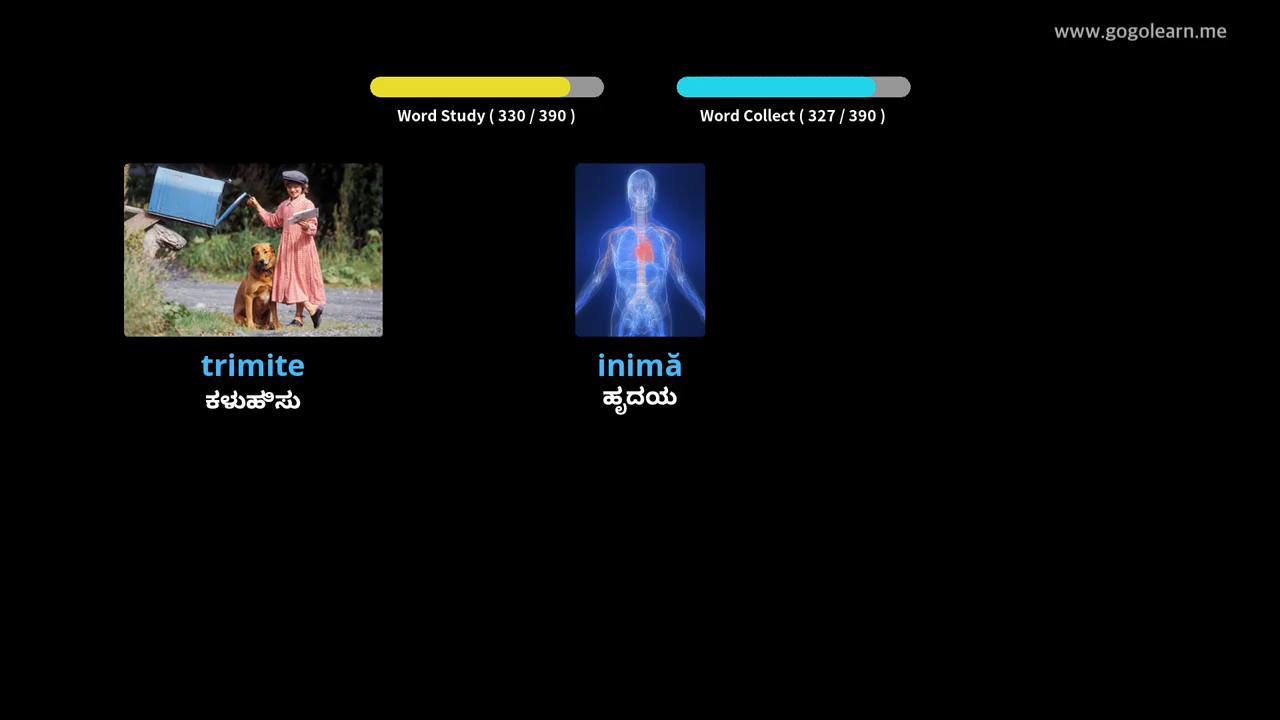 www.gogolearn.me
Word Study ( 330 / 390 )
Word Collect ( 327 / 390 )
trimite
ಕಳುಹಿಸು
inimă
ಹೃದಯ